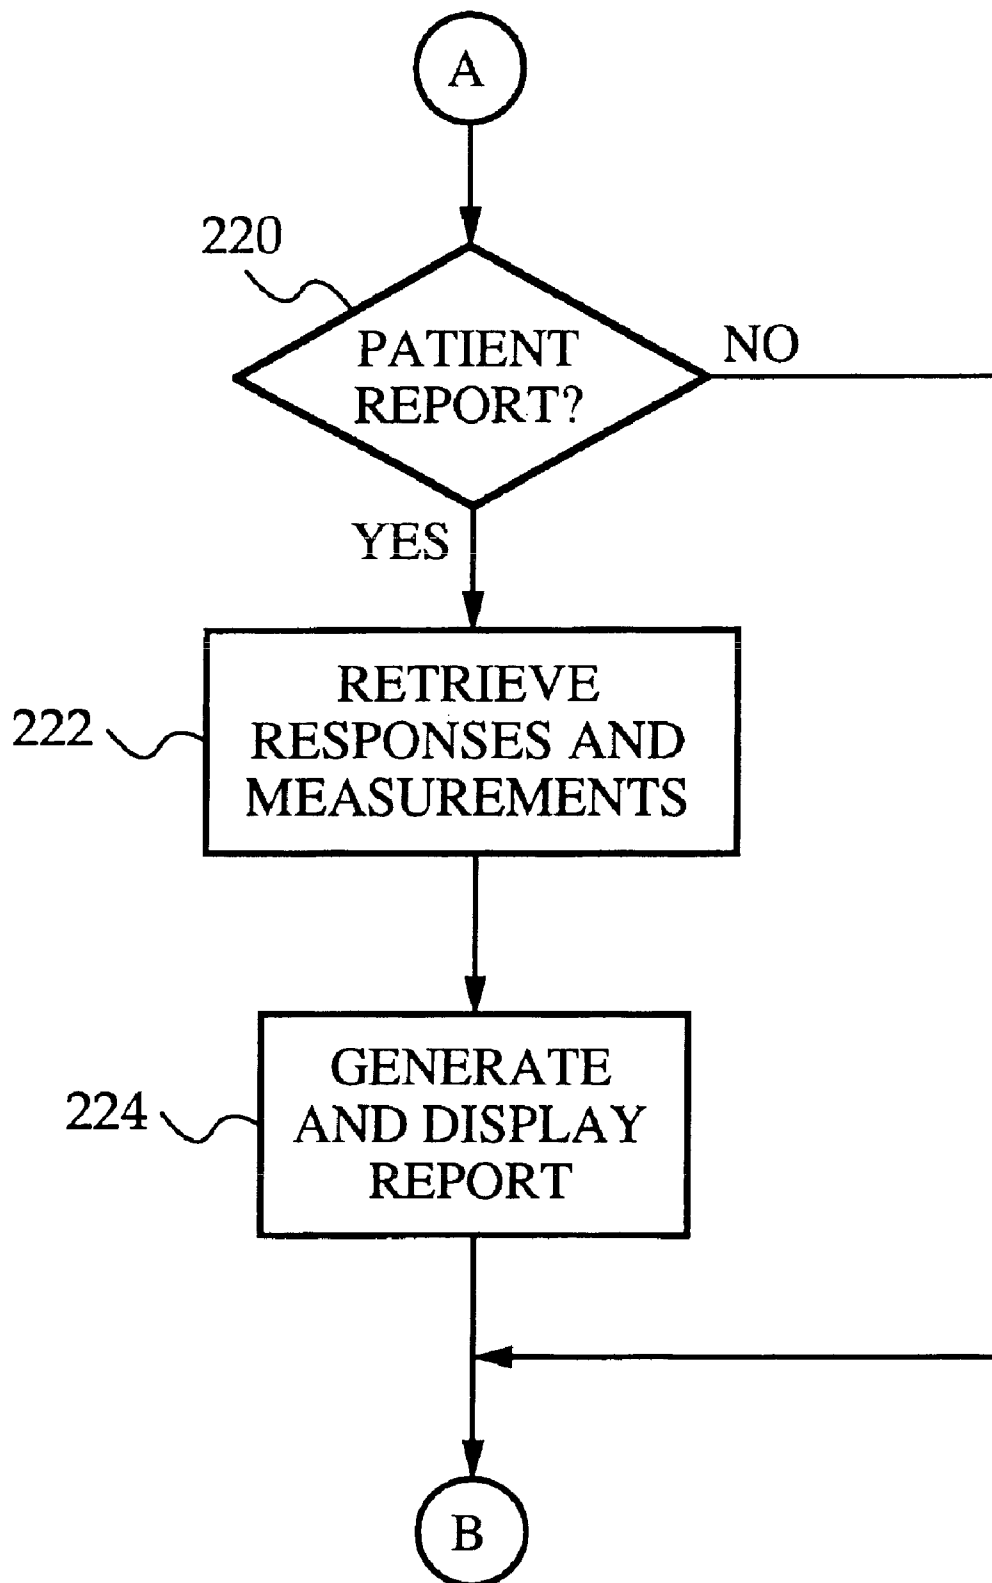 A
220
PATIENT
REPORT?
NO
YES
222
RETRIEVE
RESPONSES AND
MEASUREMENTS
224
GENERATE
AND DISPLAY
REPORT
B